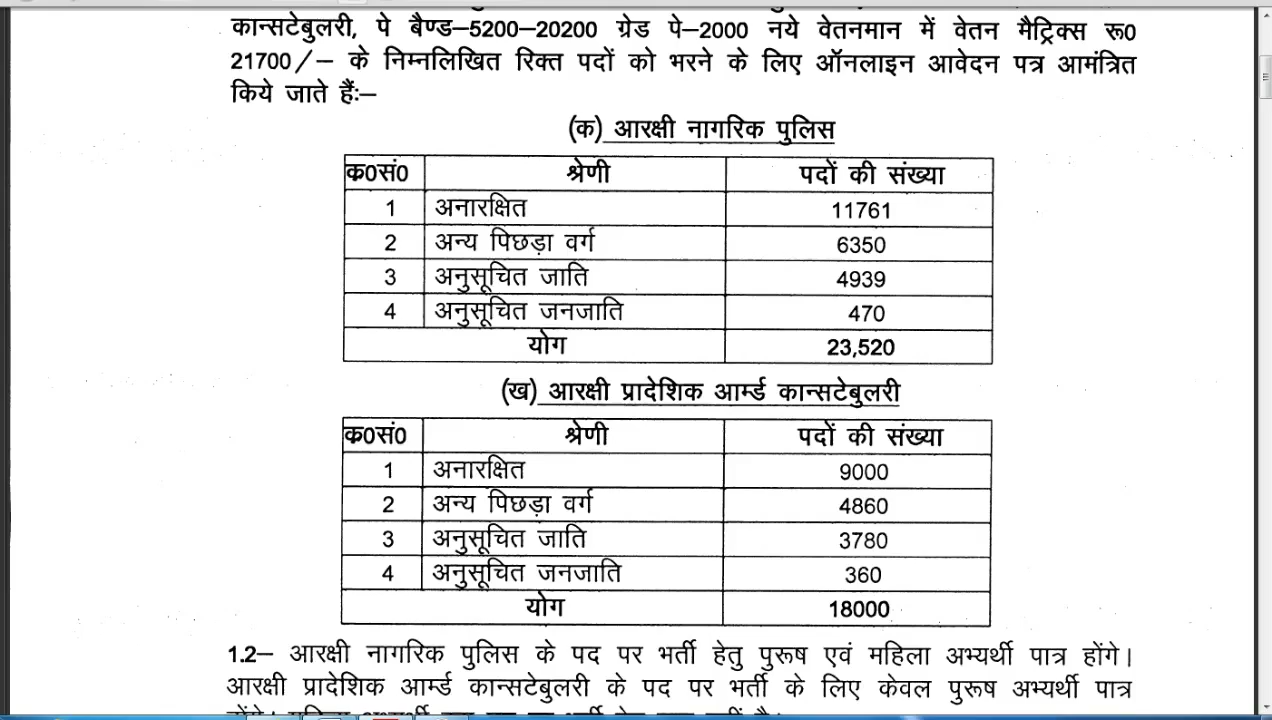 कान्सटेबुलरी, पे बैण्ड–5200–20200 ग्रेड पे–2000 नये वेतनमान में वेतन मैट्रिक्स रू0
21700/– के निम्नलिखित रिक्त पदों को भरने के लिए ऑनलाइन आवेदन पत्र आमंत्रित
किये जाते हैंः–
(क) आरक्षी नागरिक पुलिस
क0सं0 श्रेणी पदों की संख्या
1 अनारक्षित 11761
2 अन्य पिछड़ा वर्ग 6350
3 अनुसूचित जाति 4939
4 अनुसूचित जनजाति 470
योग 23,520
(ख) आरक्षी प्रादेशिक आर्म्ड कान्सटेबुलरी
क0सं0 श्रेणी पदों की संख्या
1 अनारक्षित 9000
2 अन्य पिछड़ा वर्ग 4860
3 अनुसूचित जाति 3780
4 अनुसूचित जनजाति 360
योग 18000
1.2– आरक्षी नागरिक पुलिस के पद पर भर्ती हेतु पुरूष एवं महिला अभ्यर्थी पात्र होंगे।
आरक्षी प्रादेशिक आर्म्ड कान्सटेबुलरी के पद पर भर्ती के लिए केवल पुरूष अभ्यर्थी पात्र